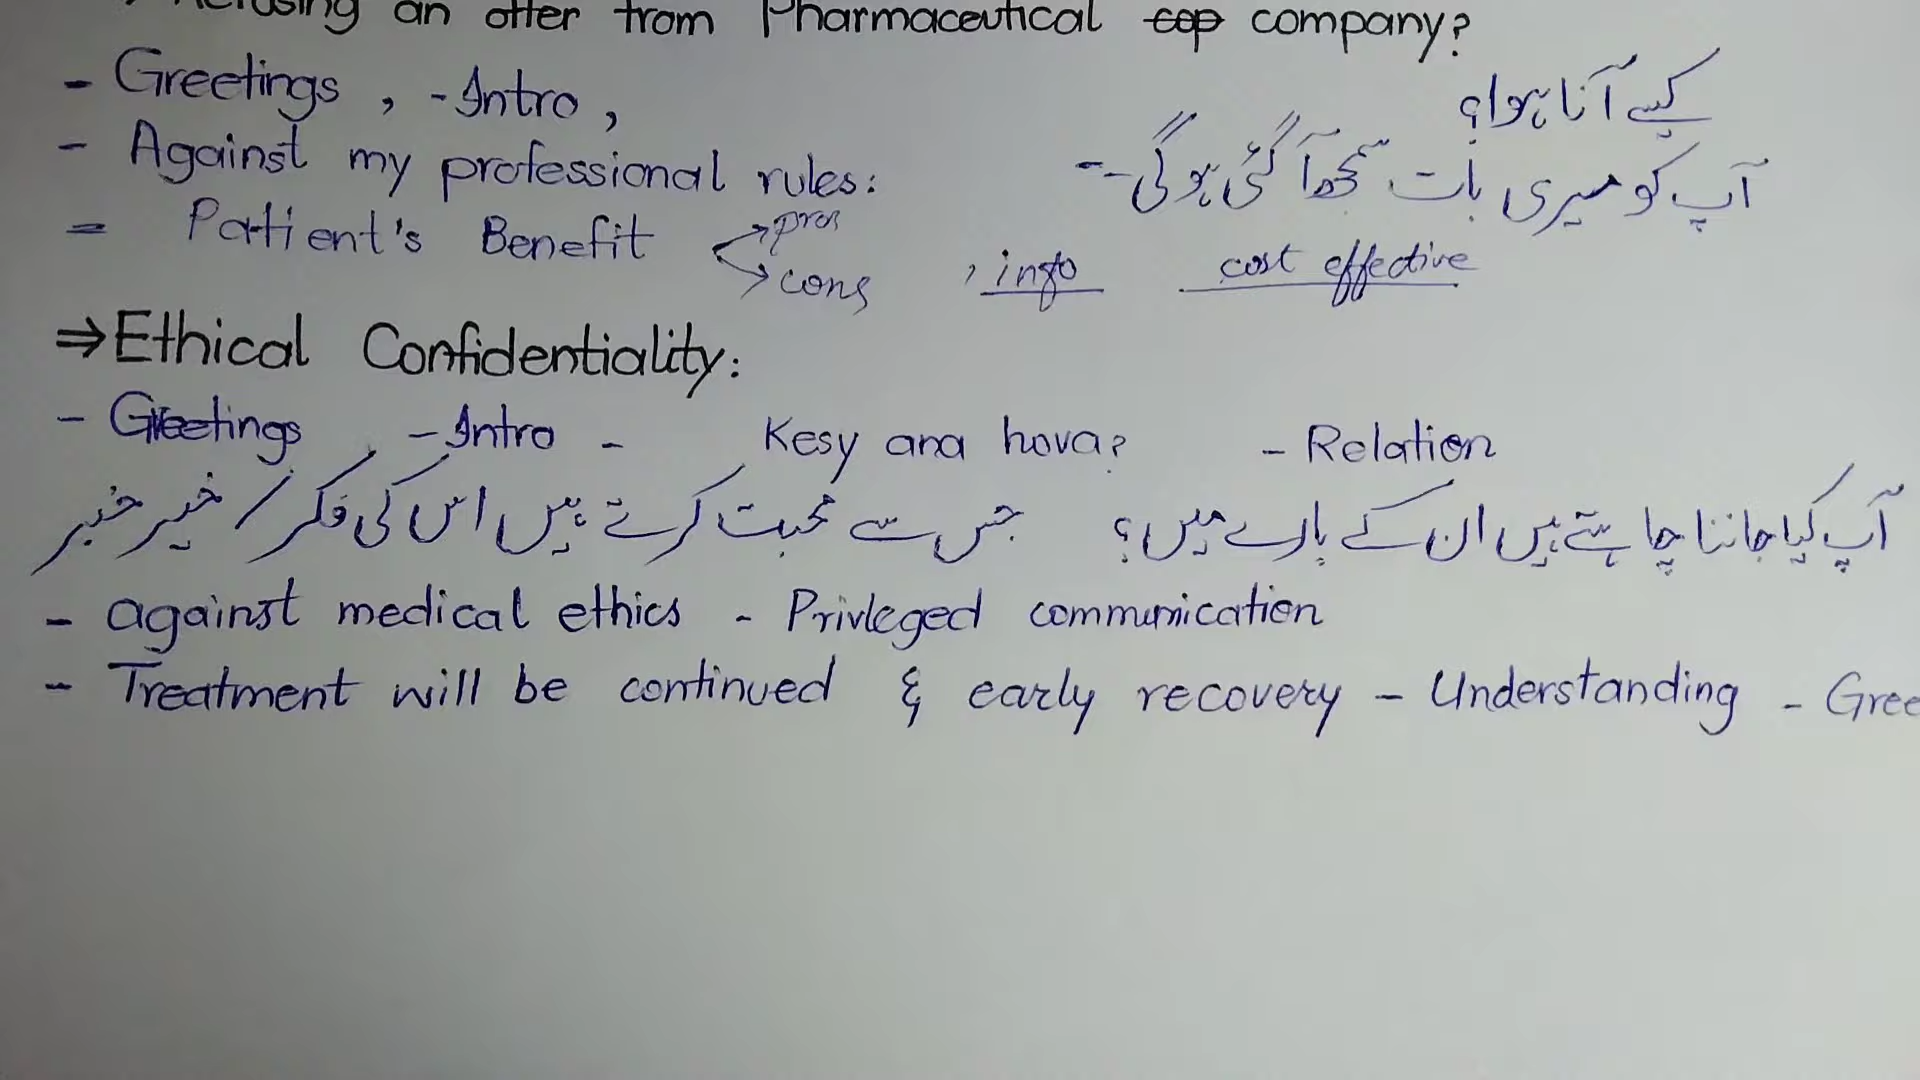 Refusing an offer from Pharmaceutical cop company?
- Greetings , - Intro ,
کیسے آنا ہوا؟
- Against my professional rules:
آپ کو میری بات سمجھ آ گئی ہو گی --
= Patient's Benefit pros cons , info cost effective
⇒ Ethical Confidentiality:
- Greetings , - Intro - Kesy ana hova? - Relation
آپ کیا جاننا چاہتے ہیں ان کے بارے میں؟ جس سے محبت کرتے ہیں اس کی فکر / خیر خبر
- against medical ethics - Privleged communication
- Treatment will be continued & early recovery - Understanding - Gree